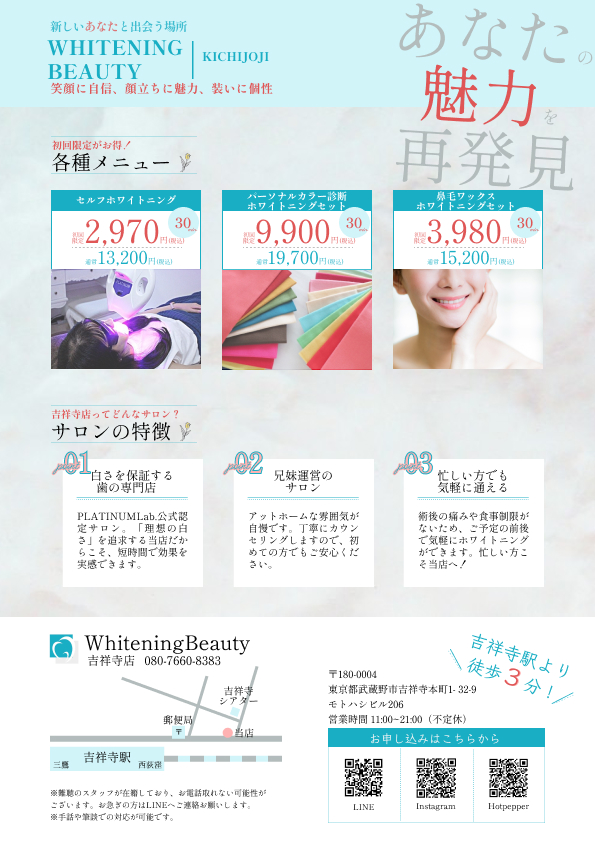 新しいあなたと出会う場所
WHITENING
BEAUTY
KICHIJOJI
笑顔に自信、顔立ちに魅力、装いに個性
あなたの
魅力を
再発見
初回限定がお得！
各種メニュー
セルフホワイトニング
初回限定2,970円(税込)
30
通常13,200円(税込)
パーソナルカラー診断
ホワイトニングセット
初回限定9,900円(税込)
30
通常19,700円(税込)
鼻毛ワックス
ホワイトニングセット
初回限定3,980円(税込)
30
通常15,200円(税込)
吉祥寺店ってどんなサロン？
サロンの特徴
point 01
白さを保証する
歯の専門店
PLATINUMLab.公式認
定サロン。「理想の白
さ」を追求する当店だか
らこそ、短時間で効果を
実感できます。
point 02
兄妹運営の
サロン
アットホームな雰囲気が
自慢です。丁寧にカウン
セリングしますので、初
めての方でもご安心くだ
さい。
point 03
忙しい方でも
気軽に通える
術後の痛みや食事制限が
ないため、ご予定の前後
で気軽にホワイトニング
ができます。忙しい方こ
そ当店へ！
WhiteningBeauty
吉祥寺店 080-7660-8383
吉祥寺
シアター
郵便局
〒
当店
吉祥寺駅
三鷹
西荻窪
※難聴のスタッフが在籍しており、お電話取れない可能性が
ございます。お急ぎの方はLINEへご連絡お願いします。
※手話や筆談での対応が可能です。
吉祥寺駅より
徒歩3分！
〒180-0004
東京都武蔵野市吉祥寺本町1- 32-9
モトハシビル206
営業時間 11:00~21:00（不定休）
お申し込みはこちらから
LINE
Instagram
Hotpepper